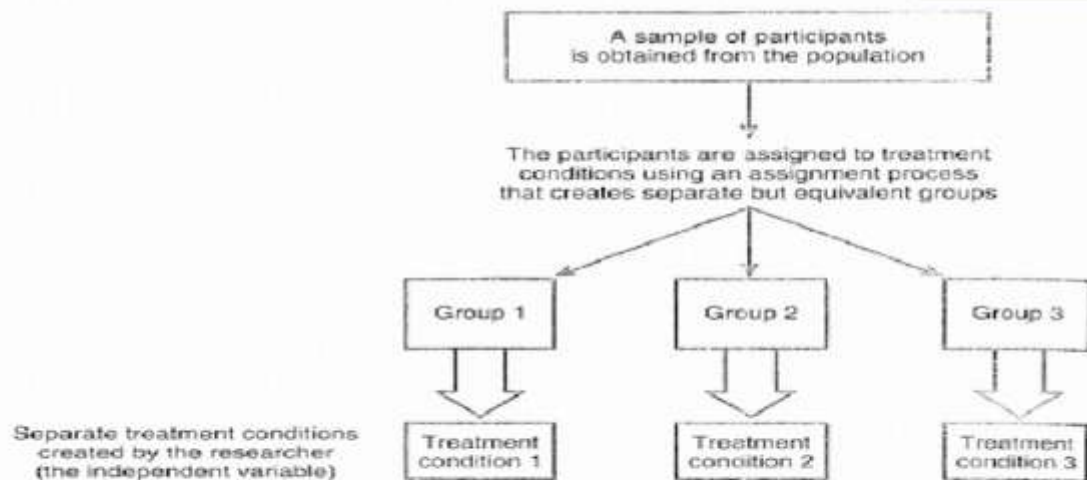 A sample of participants
is obtained from the population
The participants are assigned to treatment
conditions using an assignment process
that creates separate but equivalent groups
Group 1
Group 2
Group 3
Separate treatment conditions
created by the researcher
(the independent variable)
Treatment
condition 1
Treatment
condition 2
Treatment
condition 3